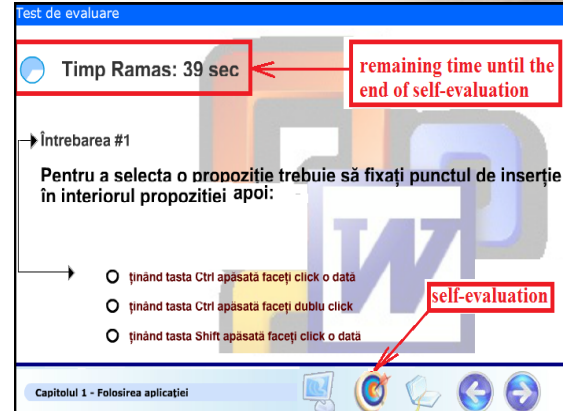 Test de evaluare
Timp Ramas: 39 sec
remaining time until the
end of self-evaluation
Întrebarea #1
Pentru a selecta o propoziție trebuie să fixați punctul de inserție
în interiorul propozitiei apoi:
ținând tasta Ctrl apăsată faceți click o dată
ținând tasta Ctrl apăsată faceți dublu click
ținând tasta Shift apăsată faceți click o dată
self-evaluation
Capitolul 1 - Folosirea aplicației